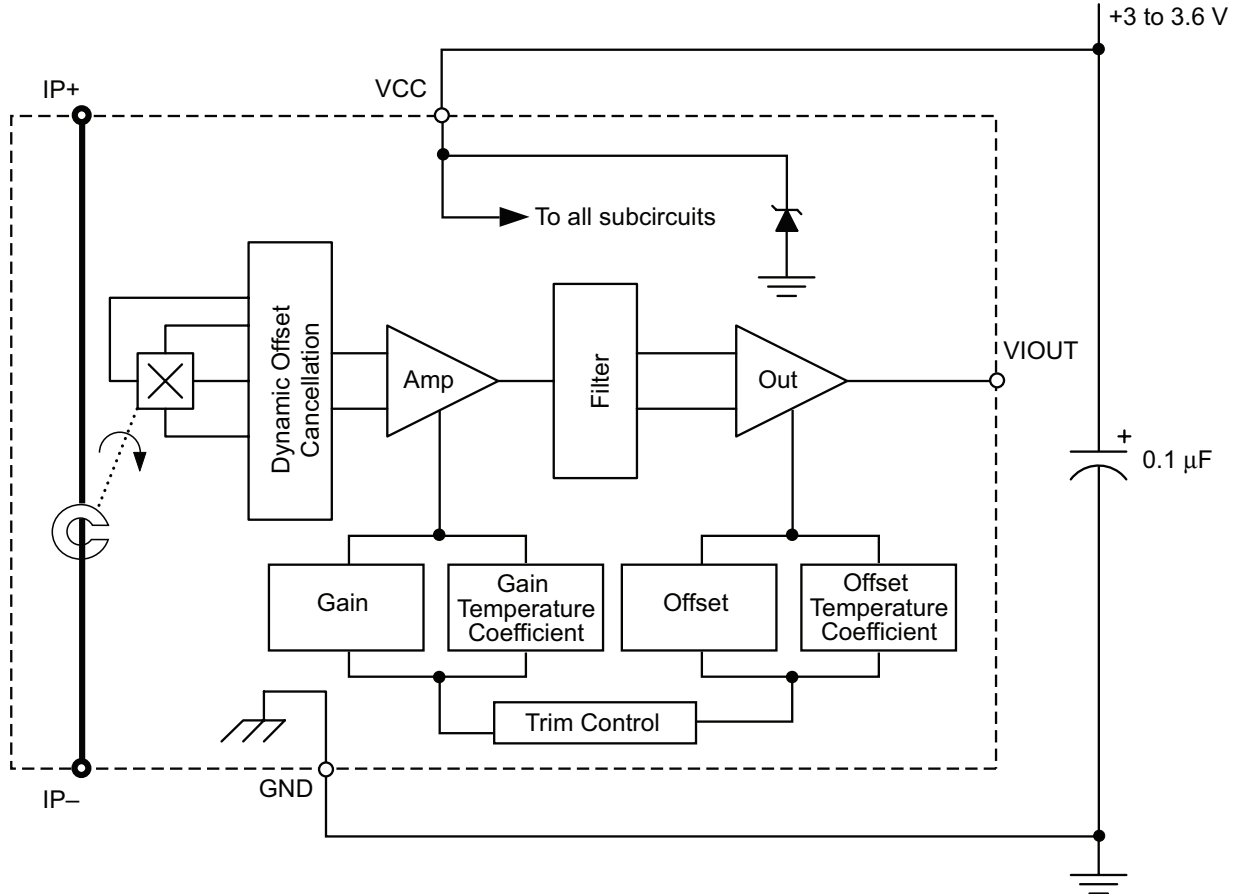 +3 to 3.6 V
IP+
VCC
To all subcircuits
Dynamic Offset
Cancellation
Amp
Filter
Out
VIOUT
+
0.1 μF
Gain
Gain
Temperature
Coefficient
Offset
Offset
Temperature
Coefficient
Trim Control
GND
IP–